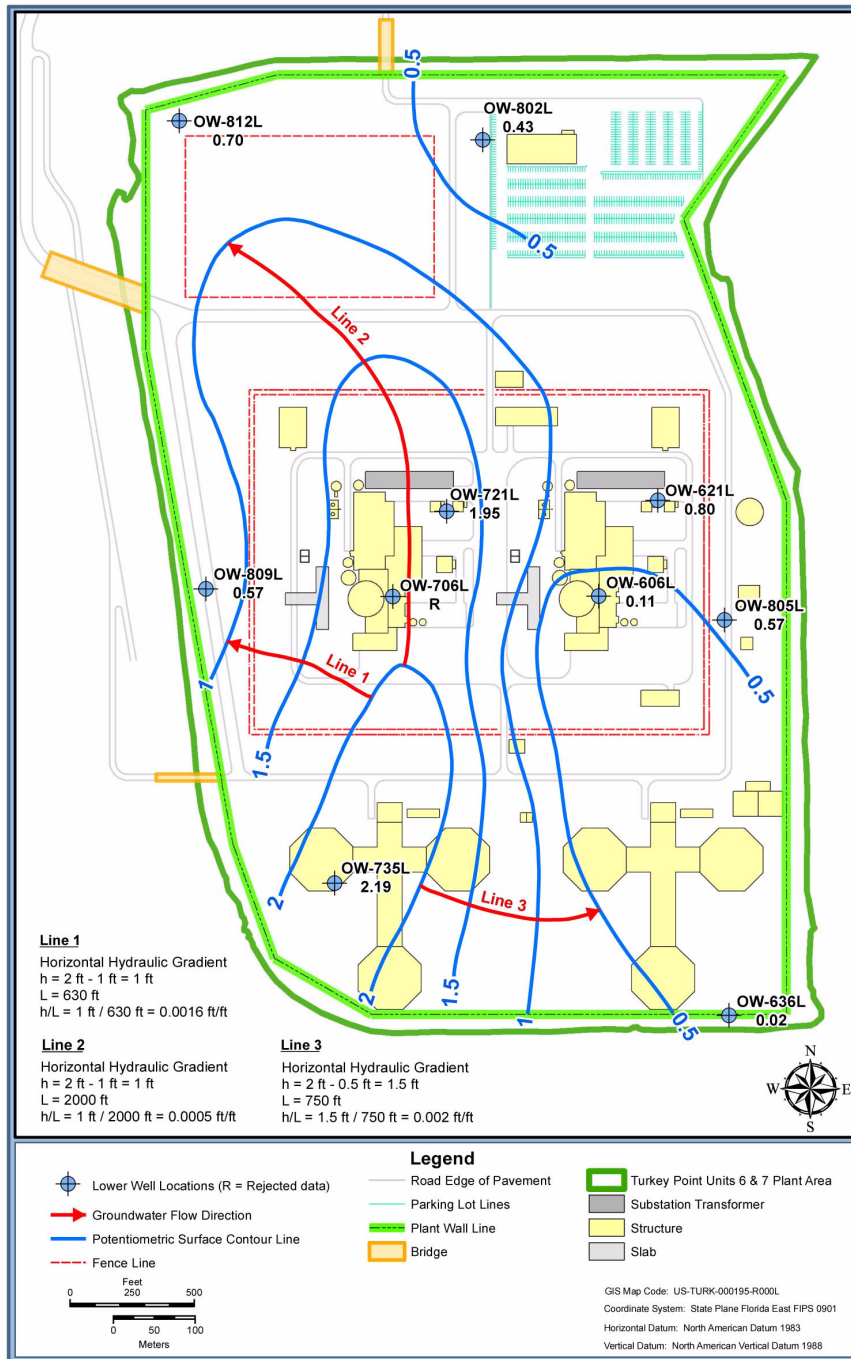 0.5
OW-812L
0.70
OW-802L
0.43
0.5
Line 2
OW-721L
1.95
OW-621L
0.80
OW-809L
0.57
OW-706L
R
OW-606L
0.11
OW-805L
0.57
Line 1
1
0.5
1.5
OW-735L
2.19
Line 3
2
2
1.5
1
0.5
OW-636L
0.02
Line 1
Horizontal Hydraulic Gradient
h = 2 ft - 1 ft = 1 ft
L = 630 ft
h/L = 1 ft / 630 ft = 0.0016 ft/ft
Line 2
Horizontal Hydraulic Gradient
h = 2 ft - 1 ft = 1 ft
L = 2000 ft
h/L = 1 ft / 2000 ft = 0.0005 ft/ft
Line 3
Horizontal Hydraulic Gradient
h = 2 ft - 0.5 ft = 1.5 ft
L = 750 ft
h/L = 1.5 ft / 750 ft = 0.002 ft/ft
N
W
E
S
Legend
Lower Well Locations (R = Rejected data)
Groundwater Flow Direction
Potentiometric Surface Contour Line
Fence Line
Road Edge of Pavement
Parking Lot Lines
Plant Wall Line
Bridge
Turkey Point Units 6 & 7 Plant Area
Substation Transformer
Structure
Slab
Feet
0 250 500
0 50 100
Meters
GIS Map Code: US-TURK-000195-R000L
Coordinate System: State Plane Florida East FIPS 0901
Horizontal Datum: North American Datum 1983
Vertical Datum: North American Vertical Datum 1988